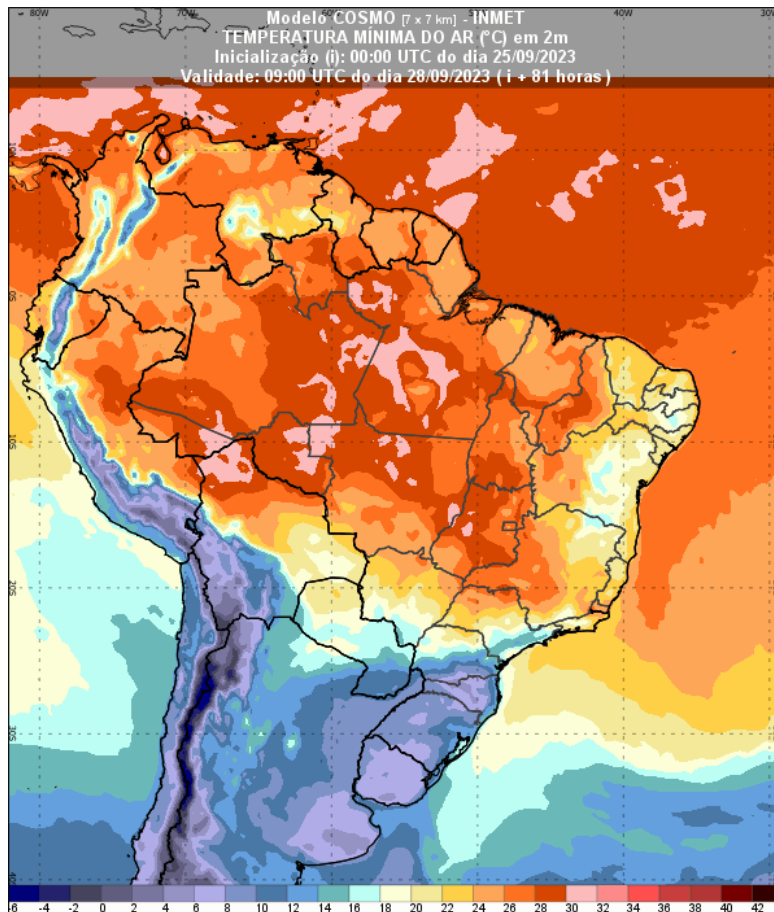 Modelo COSMO [7 x 7 km] - INMET
TEMPERATURA MÍNIMA DO AR (°C) em 2m
Inicialização (i): 00:00 UTC do dia 25/09/2023
Validade: 09:00 UTC do dia 28/09/2023 ( i + 81 horas )
80W 70W 60W 50W 40W 30W
-6 -4 -2 0 2 4 6 8 10 12 14 16 18 20 22 24 26 28 30 32 34 36 38 40 42